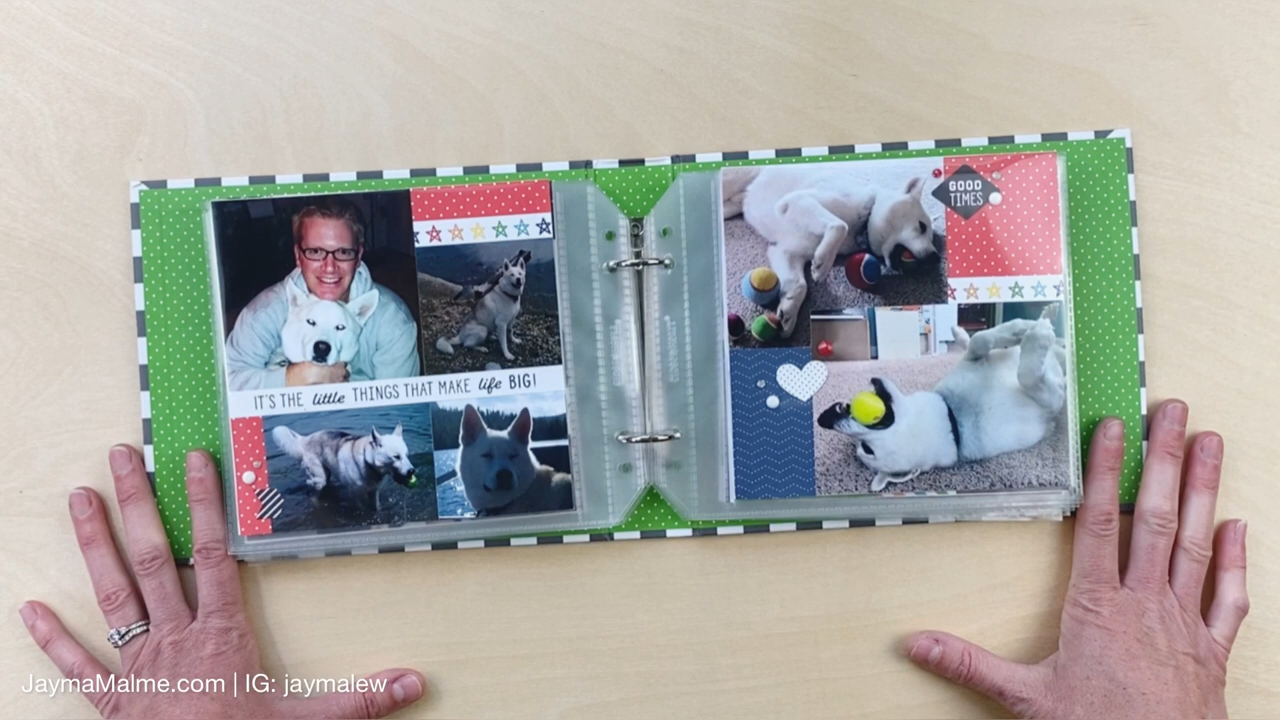 IT'S THE little THINGS THAT MAKE life BIG!
GOOD
TIMES
JaymaMalme.com | IG: jaymalew